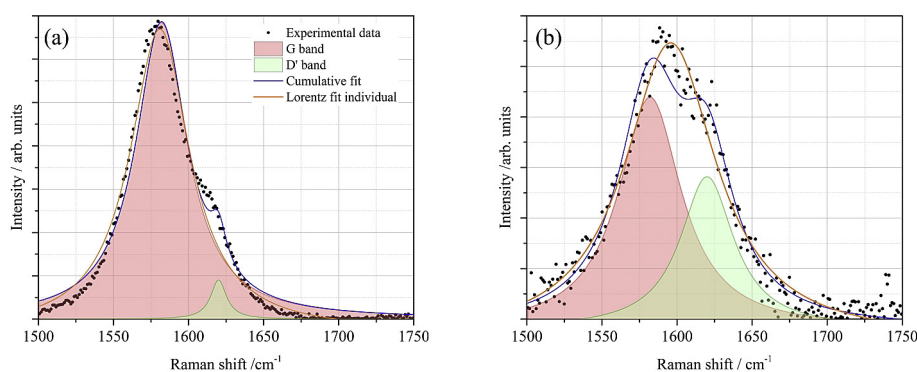 (a)
Experimental data
G band
D' band
Cumulative fit
Lorentz fit individual
Intensity / arb. units
1500 1550 1600 1650 1700 1750
Raman shift /cm-1
(b)
Intensity /arb. units
1500 1550 1600 1650 1700 1750
Raman shift / cm-1